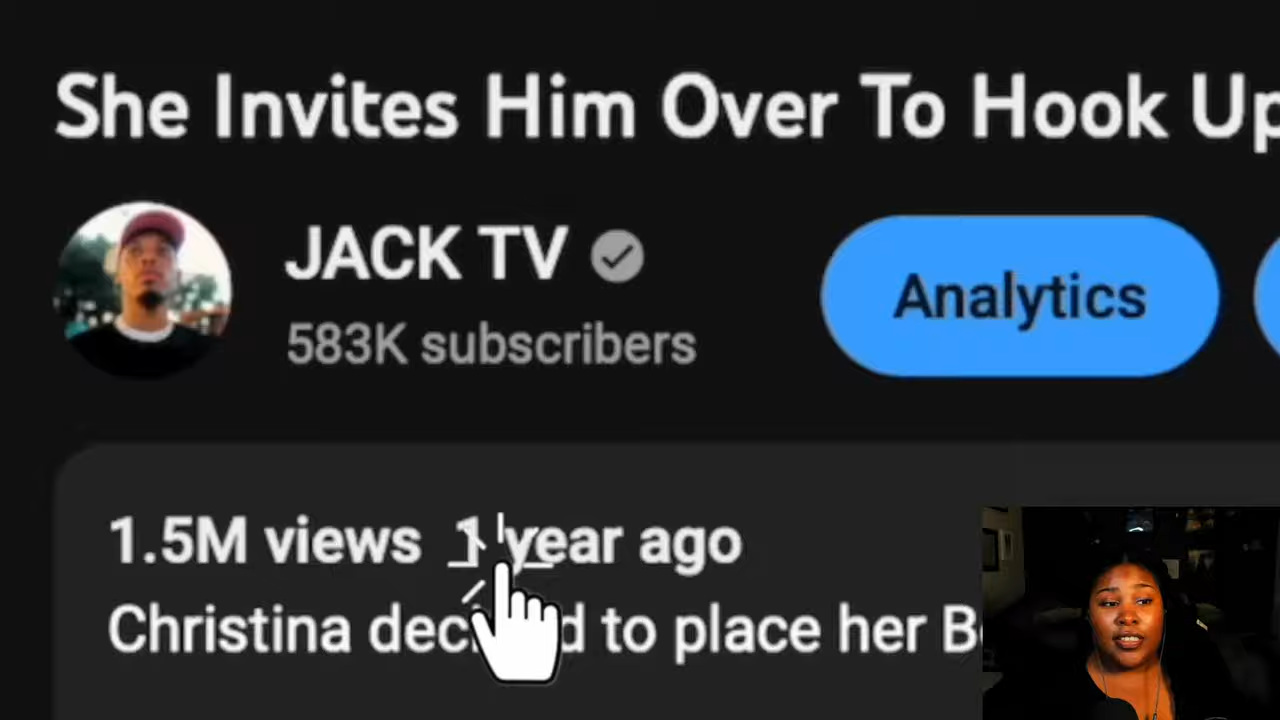 She Invites Him Over To Hook Up
JACK TV
583K subscribers
Analytics
1.5M views 1 year ago
Christina to place her